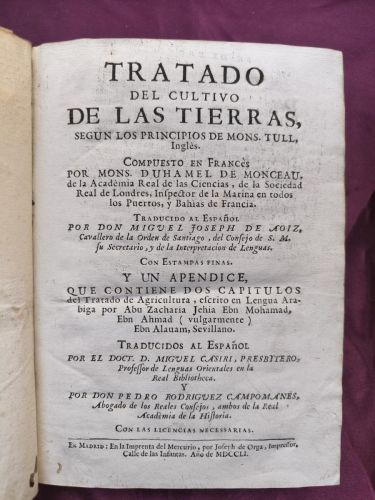 TRATADO
DEL CULTIVO
DE LAS TIERRAS,
SEGUN LOS PRINCIPIOS DE MONS. TULL,
Inglès.
COMPUESTO EN FRANCÈS
POR MONS. DUHAMEL DE MONCEAU,
de la Acadèmia Real de las Ciencias, de la Sociedad
Real de Londres, Inspector de la Marina en todos
los Puertos, y Bahias de Francia.
TRADUCIDO AL ESPAÑOL
POR DON MIGUEL JOSEPH DE AOIZ,
Cavallero de la Orden de Santiago, del Consejo de S. M.
su Secretario, y de la Interpretacion de Lenguas.
CON ESTAMPAS FINAS.
Y UN APENDICE,
QUE CONTIENE DOS CAPITULOS
del Tratado de Agricultura, escrito en Lengua Ara-
biga por Abu Zacharia Jehia Ebn Mohamad,
Ebn Ahmad ( vulgarmente )
Ebn Alauam, Sevillano.
TRADUCIDOS AL ESPAÑOL
POR EL DOCT. D. MIGUEL CASIRI, PRESBYTERO,
Professor de Lenguas Orientales en la
Real Bibliotheca.
Y
POR DON PEDRO RODRIGUEZ CAMPOMANES,
Abogado de los Reales Consejos, ambos de la Real
Acadèmia de la Historia.
CON LAS LICENCIAS NECESSARIAS.
EN MADRID: En la Imprenta del Mercurio, por Joseph de Orga, Impressor,
Calle de las Infantas. Año de MDCCLI.